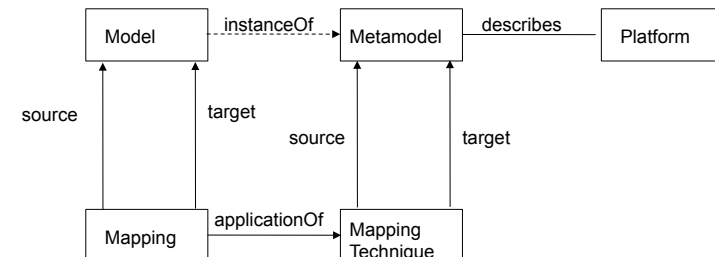 Model
instanceOf
Metamodel
describes
Platform
source
target
source
target
Mapping
applicationOf
Mapping
Technique